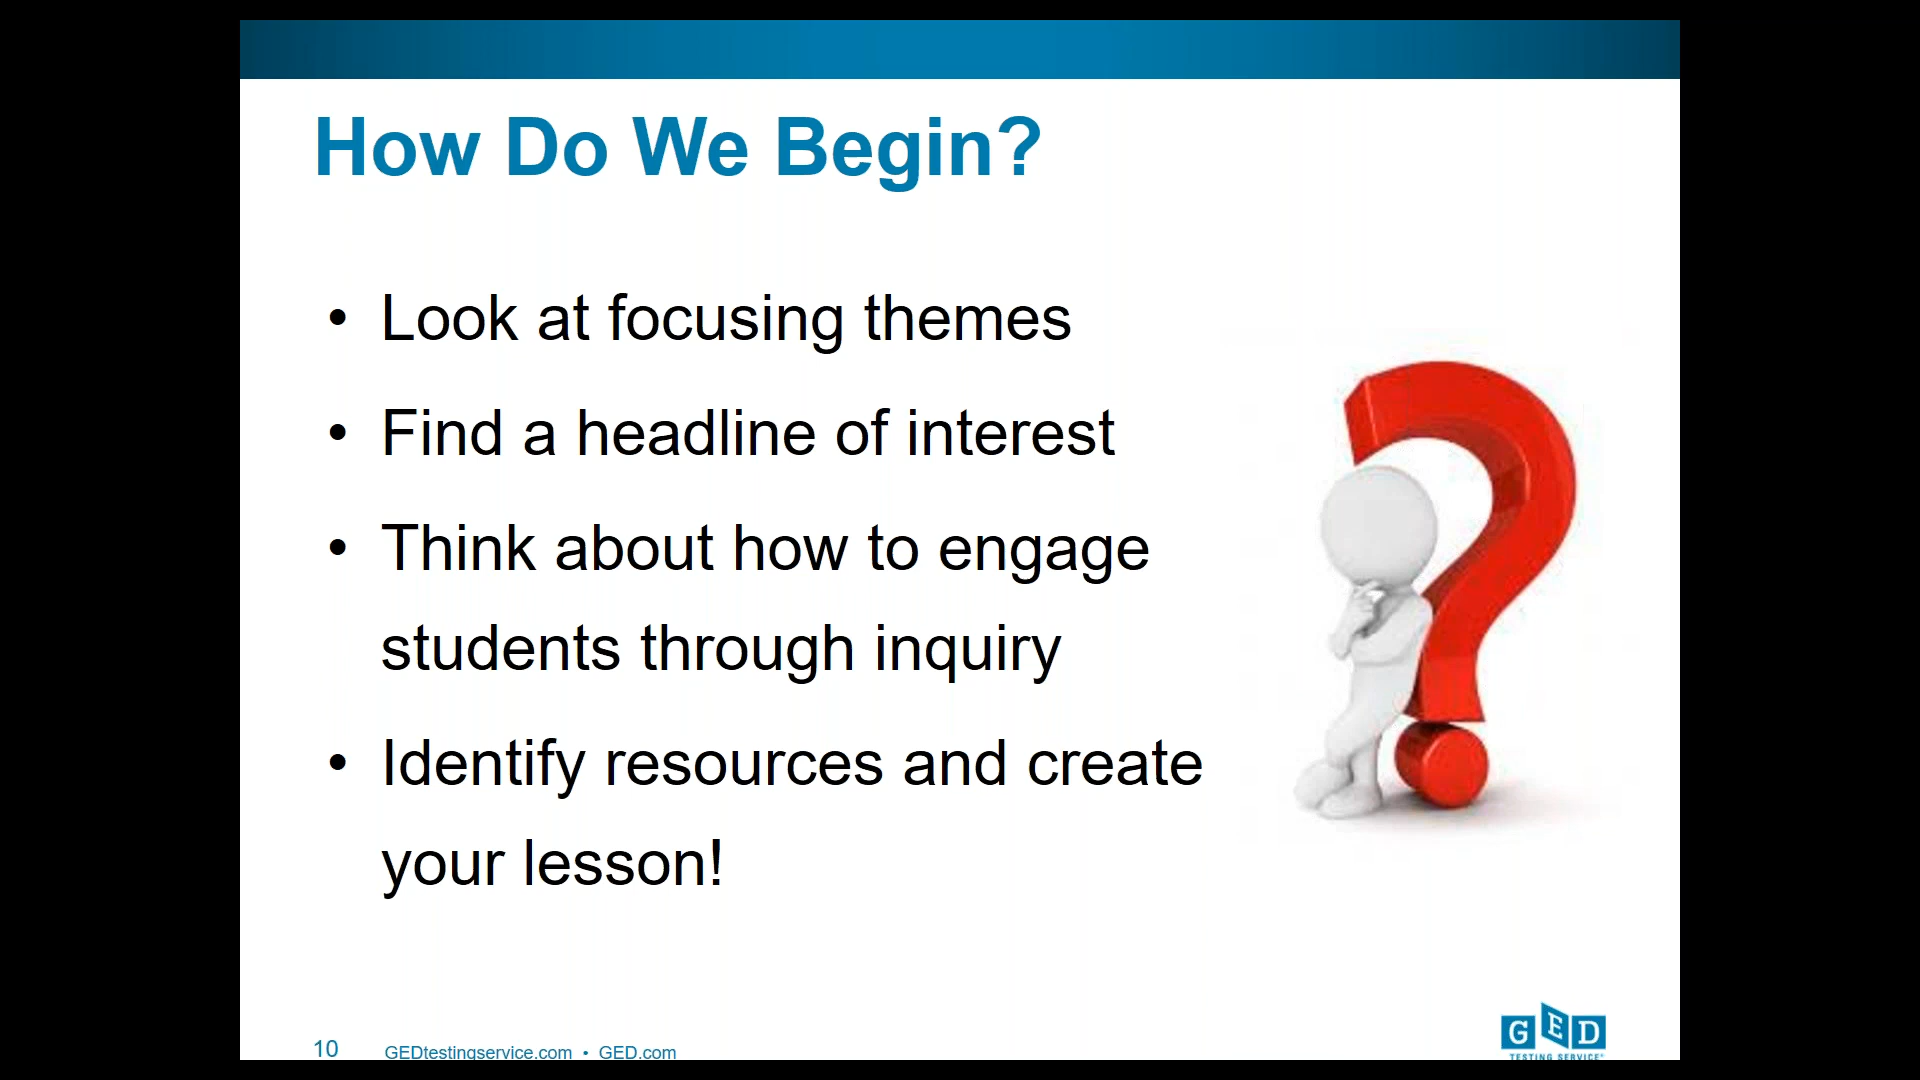 How Do We Begin?
• Look at focusing themes
• Find a headline of interest
• Think about how to engage
students through inquiry
• Identify resources and create
your lesson!
10 GEDtestingservice.com • GED.com
GED
TESTING SERVICE